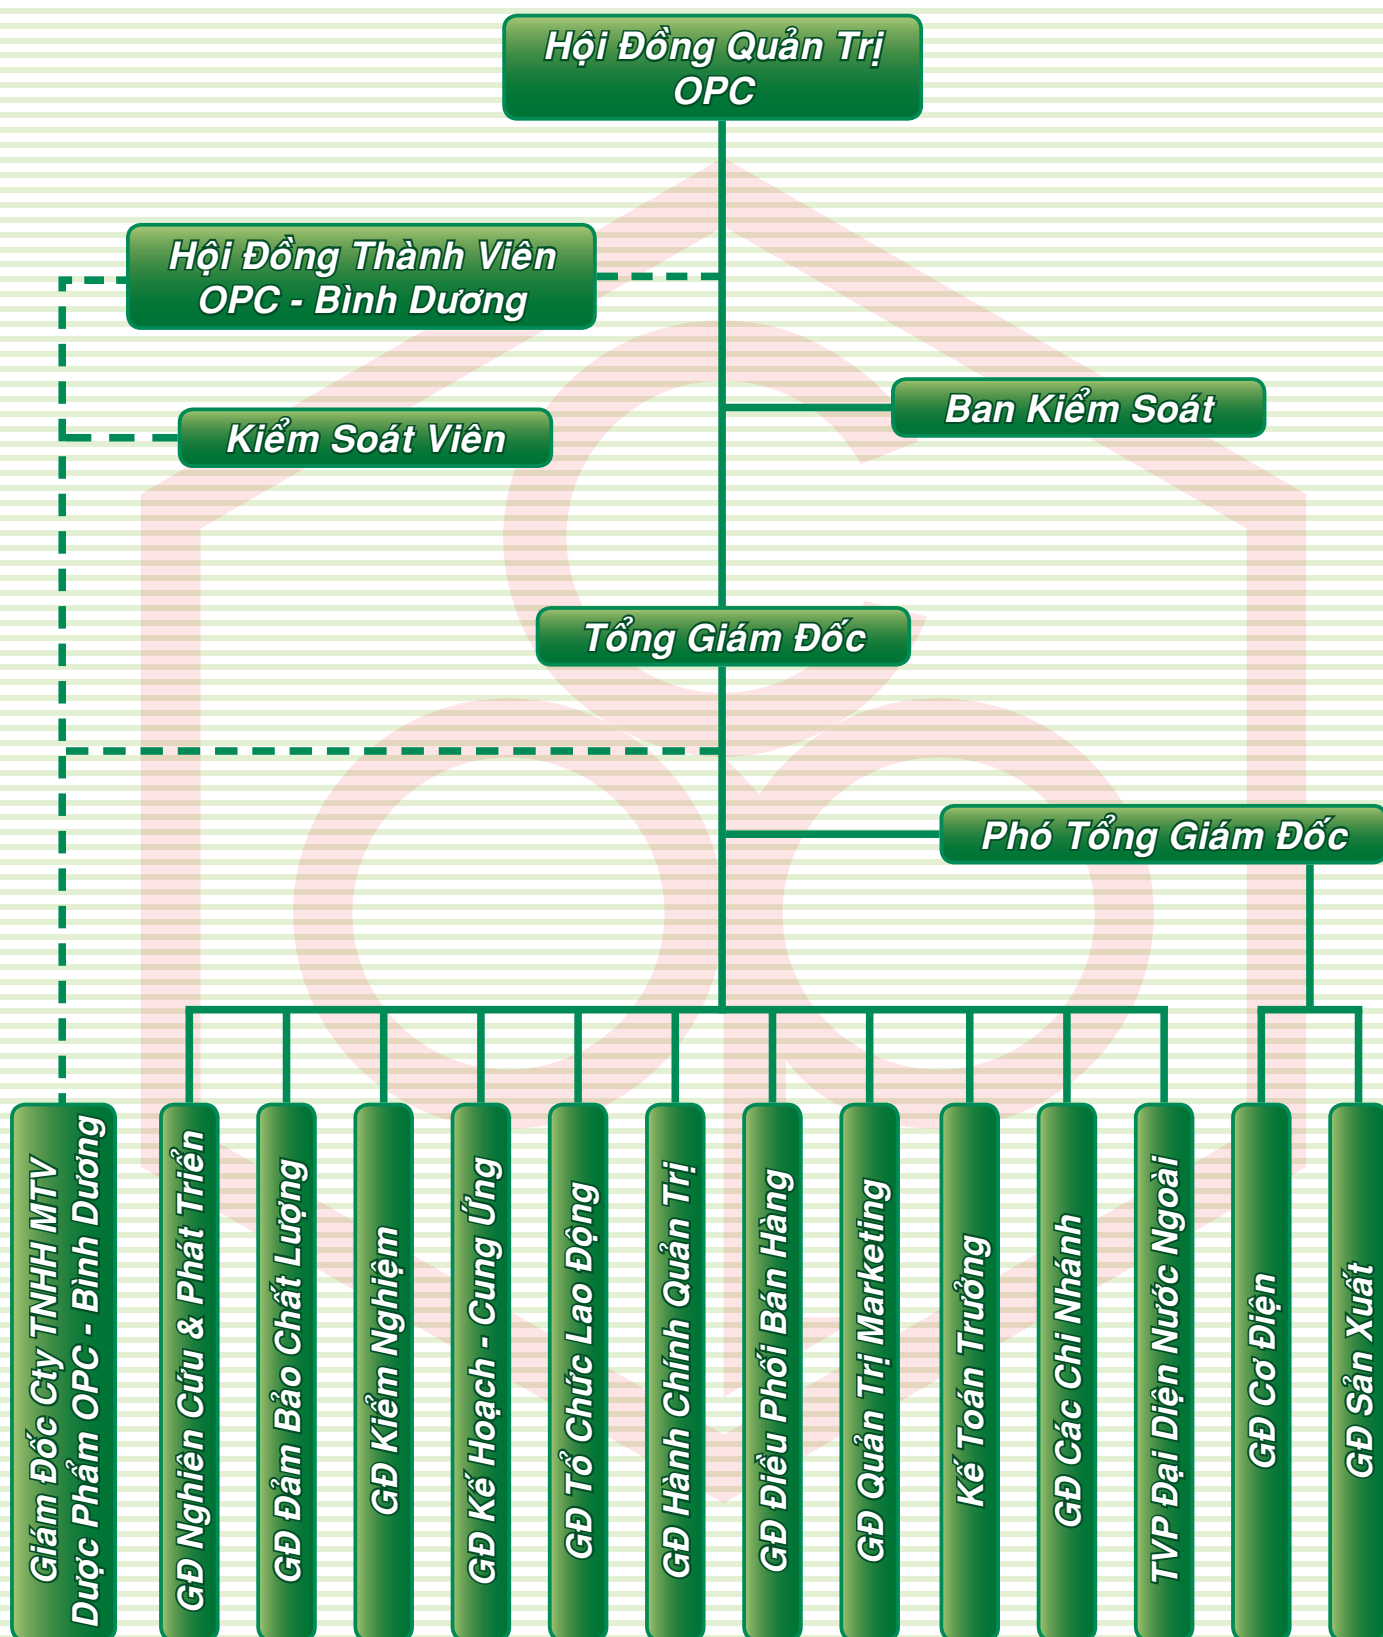 Hội Đồng Quản Trị
OPC
Hội Đồng Thành Viên
OPC - Bình Dương
Ban Kiểm Soát
Kiểm Soát Viên
Tổng Giám Đốc
Phó Tổng Giám Đốc
Giám Đốc Cty TNHH MTV
Dược Phẩm OPC - Bình Dương
GĐ Nghiên Cứu & Phát Triển
GĐ Đảm Bảo Chất Lượng
GĐ Kiểm Nghiệm
GĐ Kế Hoạch - Cung Ứng
GĐ Tổ Chức Lao Động
GĐ Hành Chính Quản Trị
GĐ Điều Phối Bán Hàng
GĐ Quản Trị Marketing
Kế Toán Trưởng
GĐ Các Chi Nhánh
TVP Đại Diện Nước Ngoài
GĐ Cơ Điện
GĐ Sản Xuất